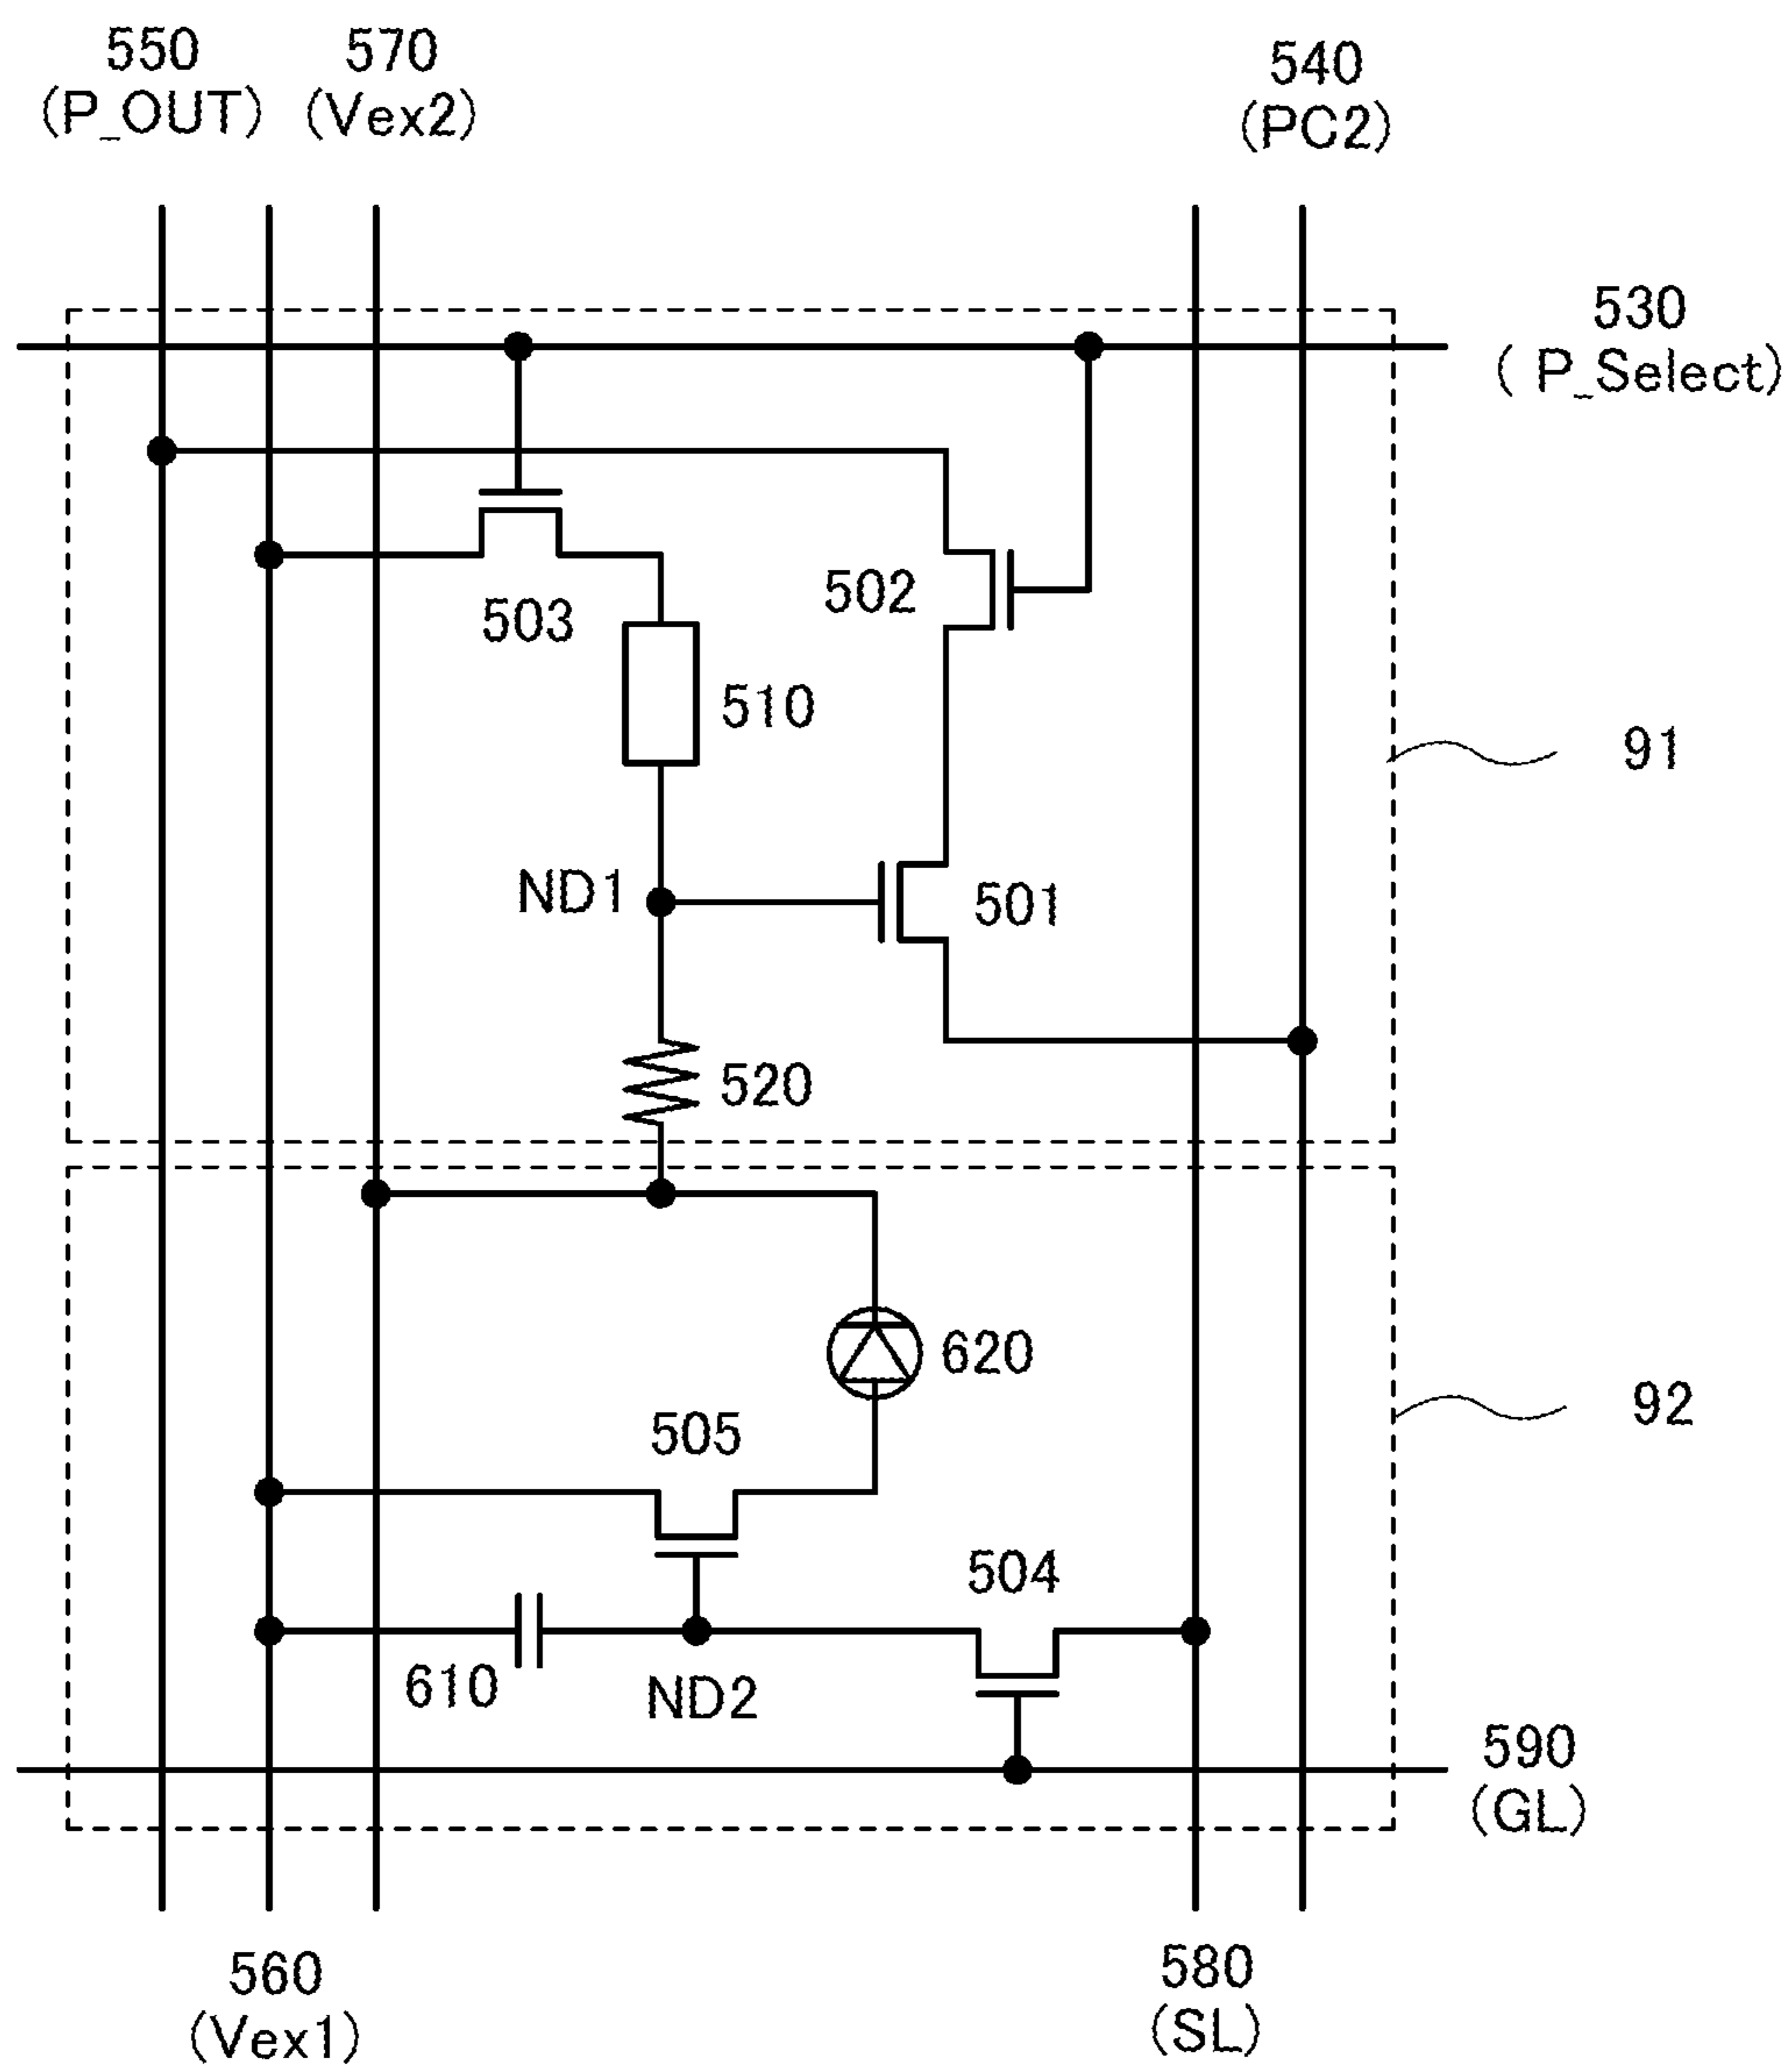 550
(P_OUT)
570
(Vex2)
540
(PC2)
530
( P_Select)
502
503
510
91
ND1
501
520
620
92
505
504
610
ND2
590
(GL)
560
(Vex1)
580
(SL)